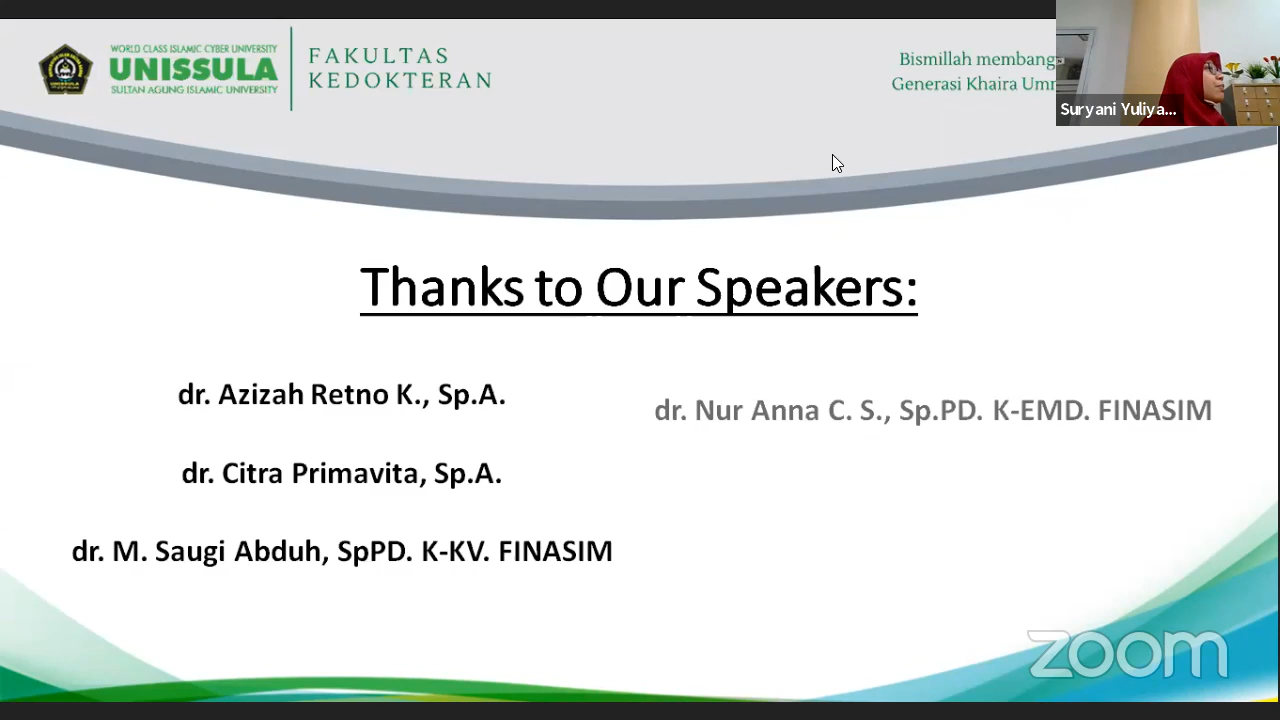 WORLD CLASS ISLAMIC CYBER UNIVERSITY
UNISSULA
SULTAN AGUNG ISLAMIC UNIVERSITY
FAKULTAS
KEDOKTERAN
Bismillah membang
Generasi Khaira Umm
Suryani Yuliya...
Thanks to Our Speakers:
dr. Azizah Retno K., Sp.A.
dr. Citra Primavita, Sp.A.
dr. M. Saugi Abduh, SpPD. K-KV. FINASIM
dr. Nur Anna C. S., Sp.PD. K-EMD. FINASIM
zoom